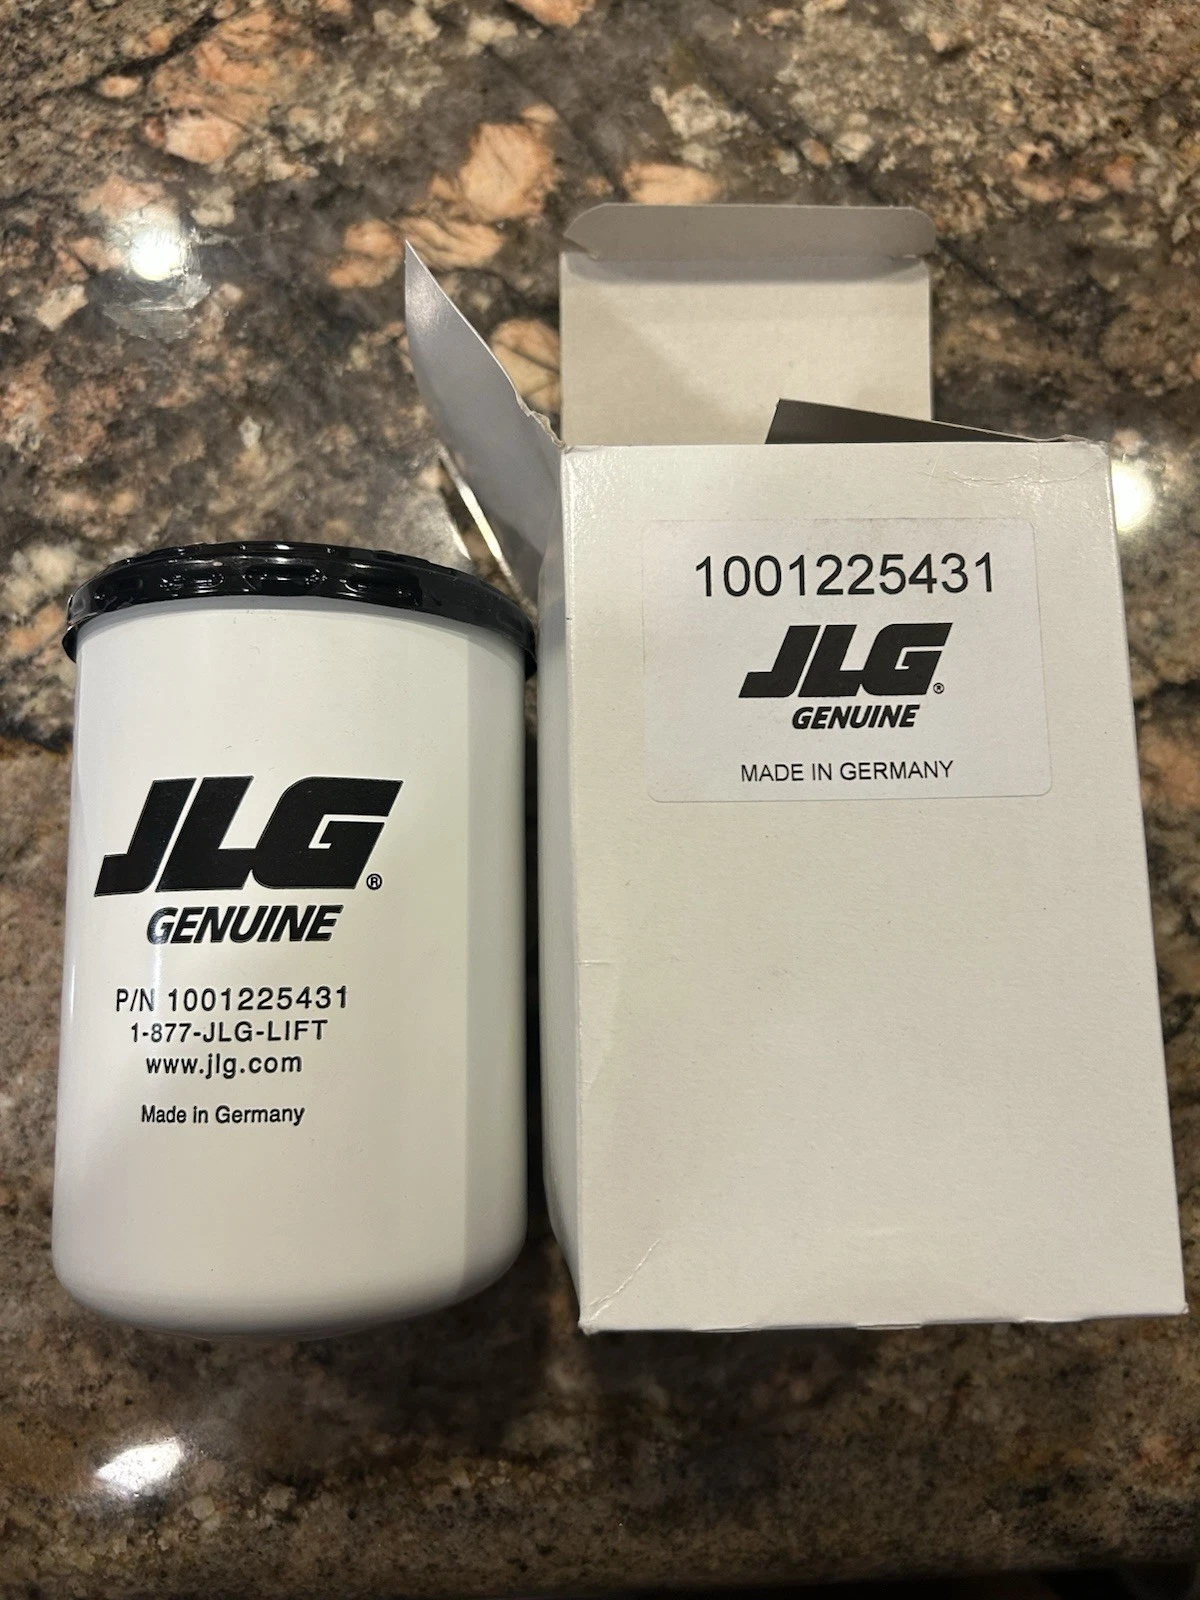 JLG®
GENUINE
P/N 1001225431
1-877-JLG-LIFT
www.jlg.com
Made in Germany
1001225431
JLG®
GENUINE
MADE IN GERMANY